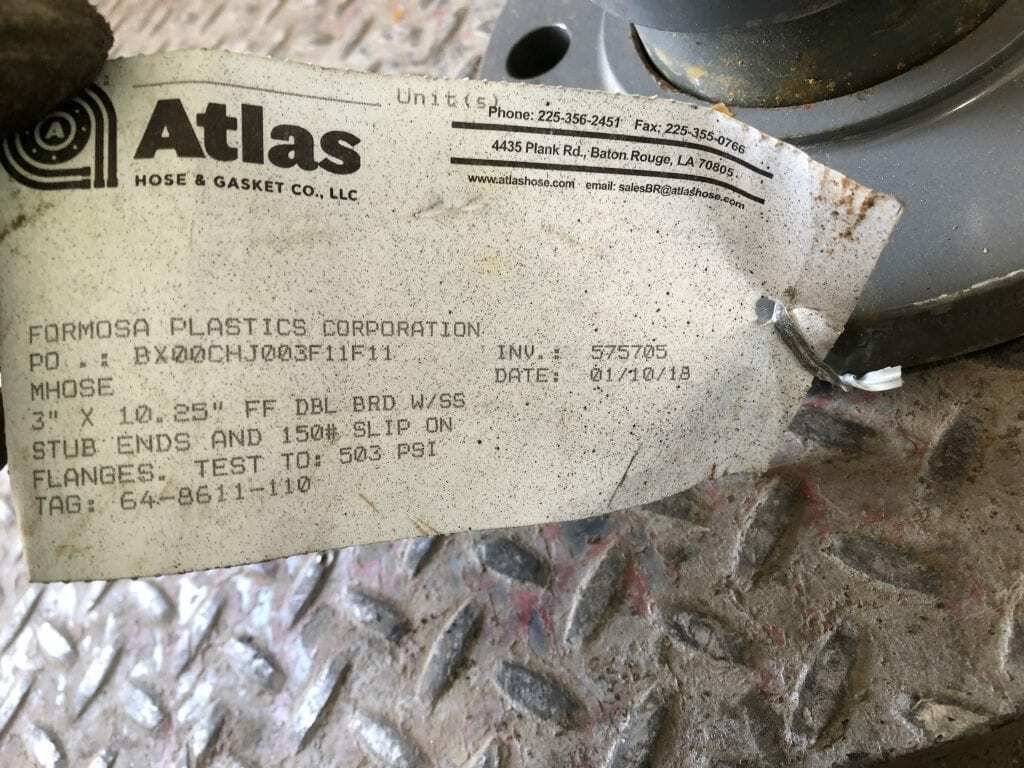 Unit(s)
A
Atlas
HOSE & GASKET CO., LLC
Phone: 225-356-2451 Fax: 225-355-0766
4435 Plank Rd., Baton Rouge, LA 70805
www.atlashose.com email: salesBR@atlashose.com
FORMOSA PLASTICS CORPORATION
PO .: BX00CHJ003F11F11
INV.: 575705
MHOSE
DATE: 01/10/18
3" X 10.25" FF DBL BRD W/SS
STUB ENDS AND 150# SLIP ON
FLANGES. TEST TO: 503 PSI
TAG: 64-8611-110